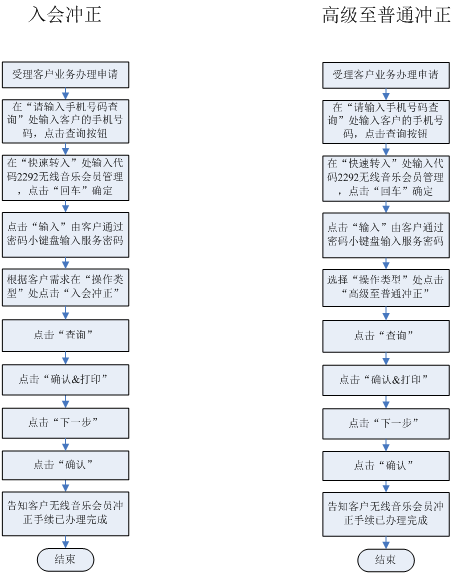 入会冲正
受理客户业务办理申请
在“请输入手机号码查
询”处输入客户的手机号
码，点击查询按钮
在“快速转入”处输入代
码2292无线音乐会员管理
，点击“回车”确定
点击“输入”由客户通过
密码小键盘输入服务密码
根据客户需求在“操作类
型”处点击“入会冲正”
点击“查询”
点击“确认&打印”
点击“下一步”
点击“确认”
告知客户无线音乐会员冲
正手续已办理完成
结束
高级至普通冲正
受理客户业务办理申请
在“请输入手机号码查
询”处输入客户的手机号
码，点击查询按钮
在“快速转入”处输入代
码2292无线音乐会员管理
，点击“回车”确定
点击“输入”由客户通过
密码小键盘输入服务密码
选择“操作类型”处点击
“高级至普通冲正”
点击“查询”
点击“确认&打印”
点击“下一步”
点击“确认”
告知客户无线音乐会员冲
正手续已办理完成
结束